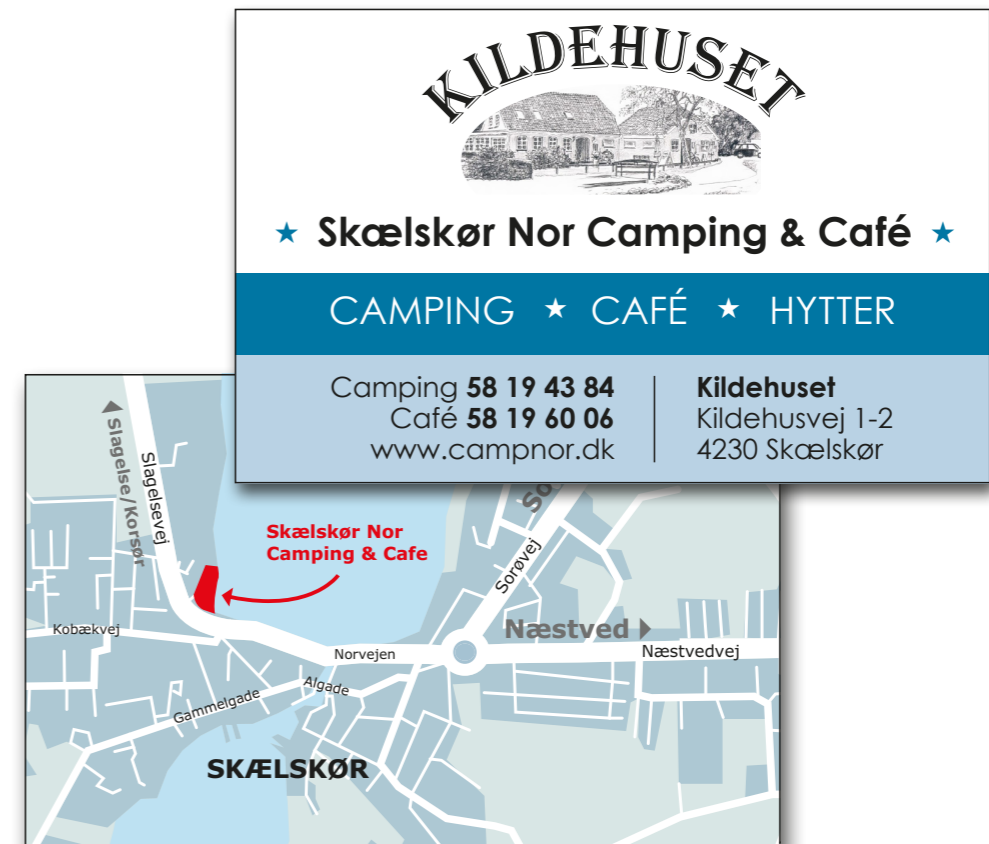 KILDEHUSET
★ Skælskør Nor Camping & Café ★
CAMPING ★ CAFÉ ★ HYTTER
Camping 58 19 43 84
Café 58 19 60 06
www.campnor.dk
Kildehuset
Kildehusvej 1-2
4230 Skælskør
Slagelse/Korsør
Slagelsevej
Skælskør Nor
Camping & Cafe
Sorøvej
Kobækvej
Norvejen
Næstved
Næstvedvej
Algade
Gammelgade
SKÆLSKØR